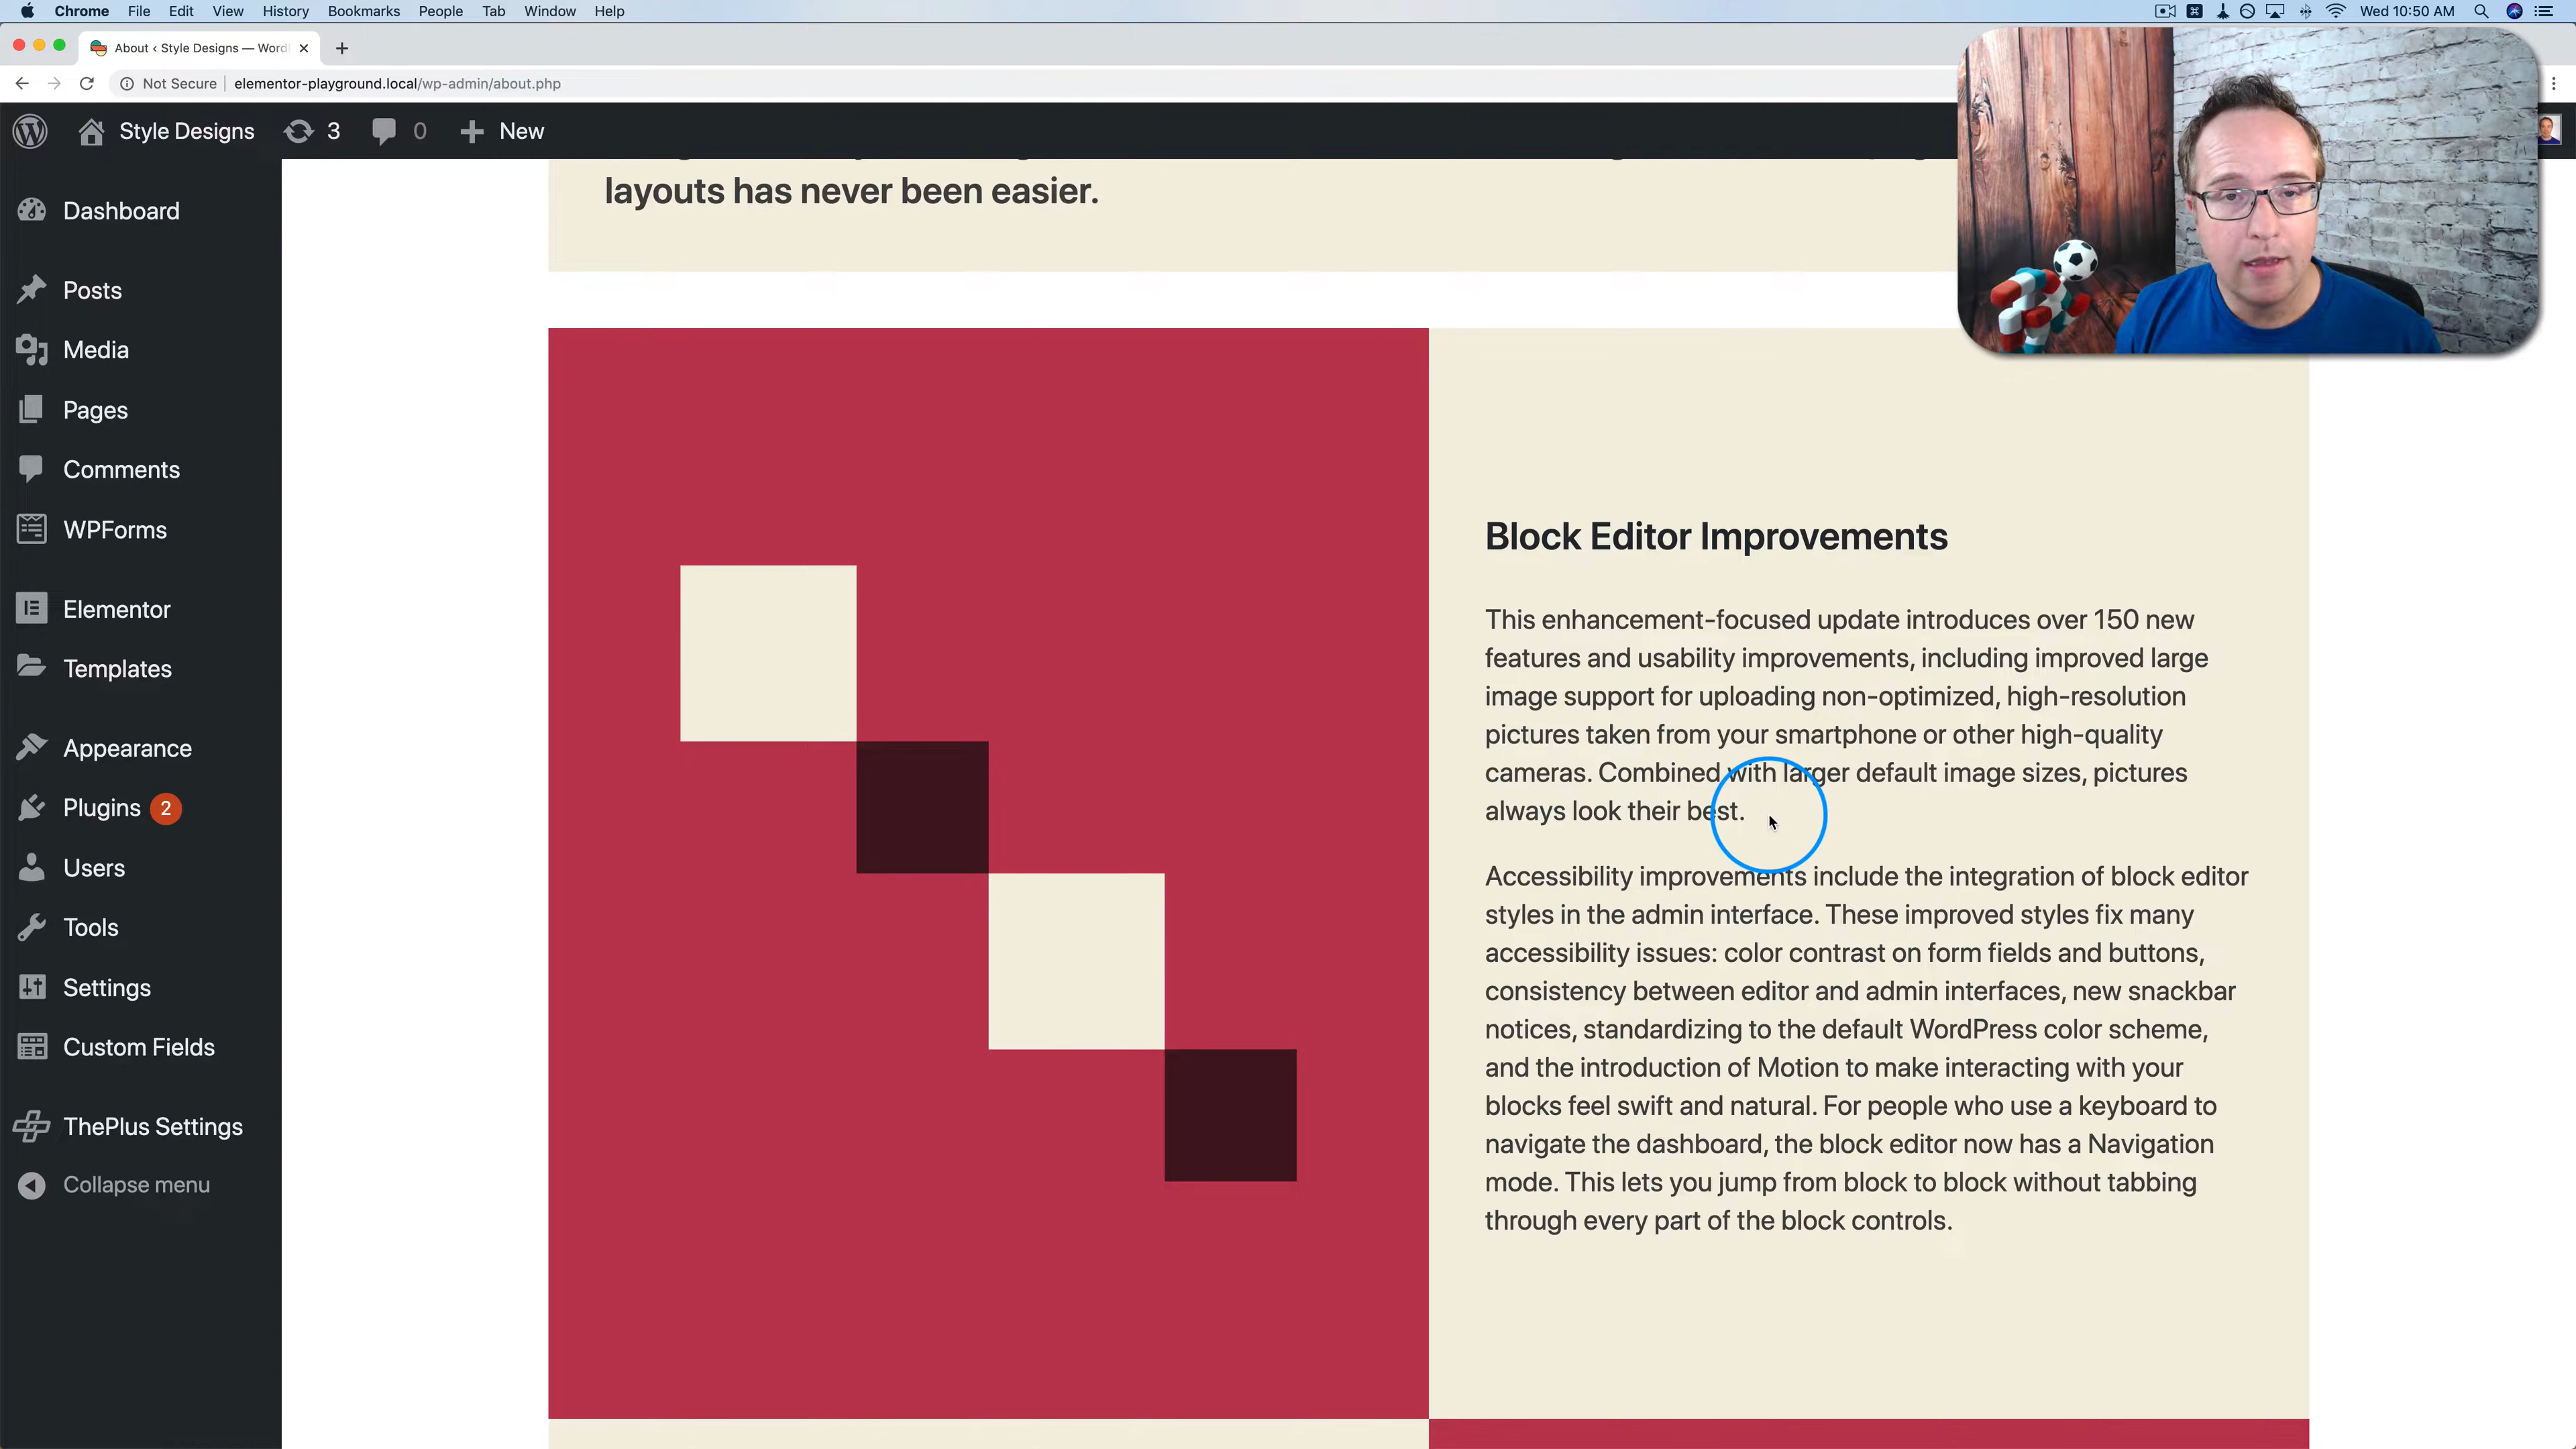 Chrome File Edit View History Bookmarks People Tab Window Help
Wed 10:50 AM
About ‹ Style Designs — Word
Not Secure
elementor-playground.local/wp-admin/about.php
Style Designs
3
0
New
Dashboard
Posts
Media
Pages
Comments
WPForms
Elementor
Templates
Appearance
Plugins 2
Users
Tools
Settings
Custom Fields
ThePlus Settings
Collapse menu
layouts has never been easier.
Block Editor Improvements
This enhancement-focused update introduces over 150 new
features and usability improvements, including improved large
image support for uploading non-optimized, high-resolution
pictures taken from your smartphone or other high-quality
cameras. Combined with larger default image sizes, pictures
always look their best.
Accessibility improvements include the integration of block editor
styles in the admin interface. These improved styles fix many
accessibility issues: color contrast on form fields and buttons,
consistency between editor and admin interfaces, new snackbar
notices, standardizing to the default WordPress color scheme,
and the introduction of Motion to make interacting with your
blocks feel swift and natural. For people who use a keyboard to
navigate the dashboard, the block editor now has a Navigation
mode. This lets you jump from block to block without tabbing
through every part of the block controls.